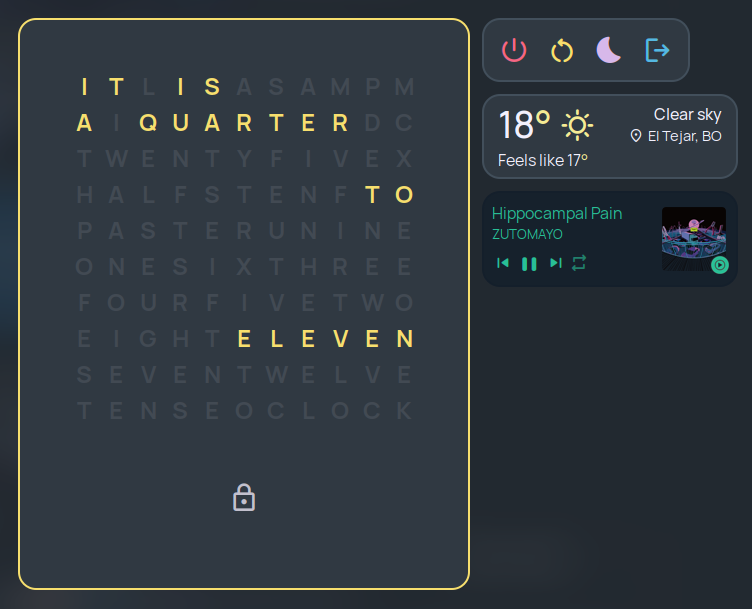 I T L I S A S A M P M
A I Q U A R T E R D C
T W E N T Y F I V E X
H A L F S T E N F T O
P A S T E R U N I N E
O N E S I X T H R E E
F O U R F I V E T W O
E I G H T E L E V E N
S E V E N T W E L V E
T E N S E O C L O C K
18°
Clear sky
El Tejar, BO
Feels like 17°
Hippocampal Pain
ZUTOMAYO